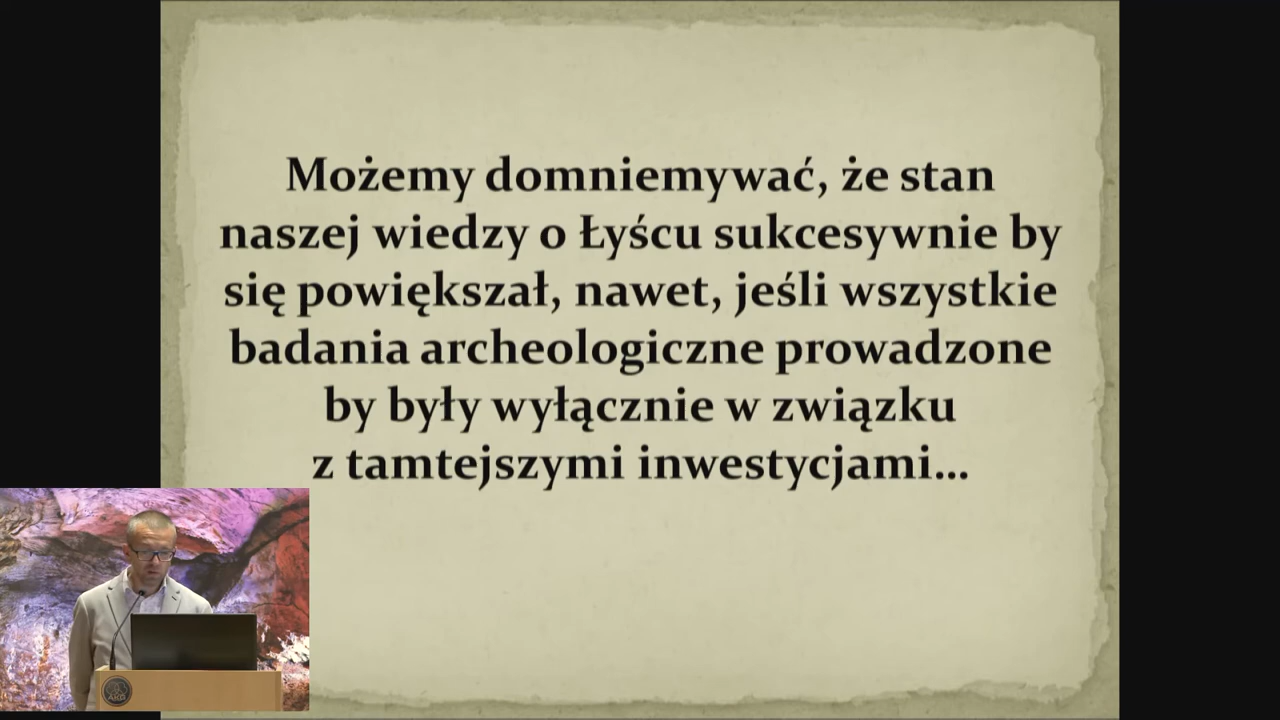 Możemy domniemywać, że stan
naszej wiedzy o Łyścu sukcesywnie by
się powiększał, nawet, jeśli wszystkie
badania archeologiczne prowadzone
by były wyłącznie w związku
z tamtejszymi inwestycjami...